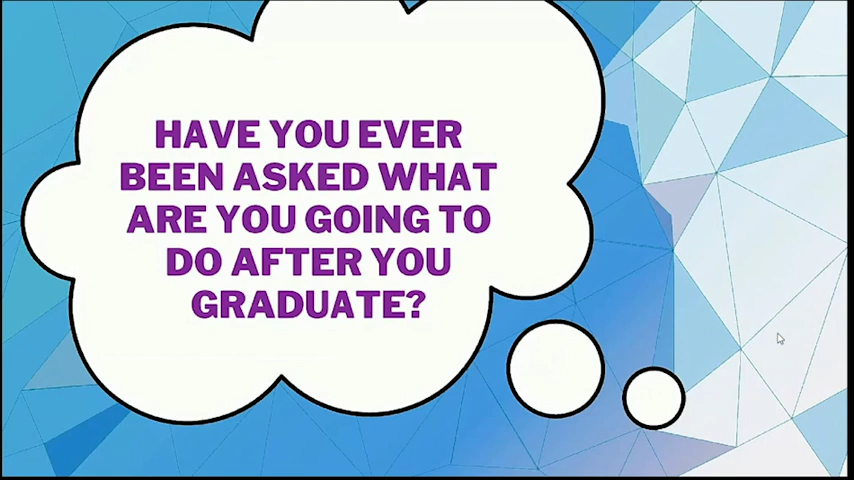 HAVE YOU EVER
BEEN ASKED WHAT
ARE YOU GOING TO
DO AFTER YOU
GRADUATE?